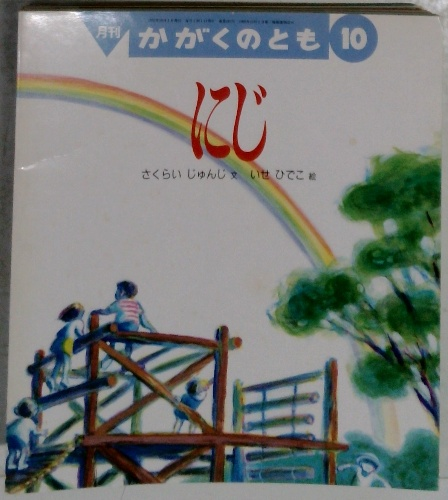 月刊 かがくのとも 10
にじ
さくらい じゅんじ 文 いせ ひでこ 絵